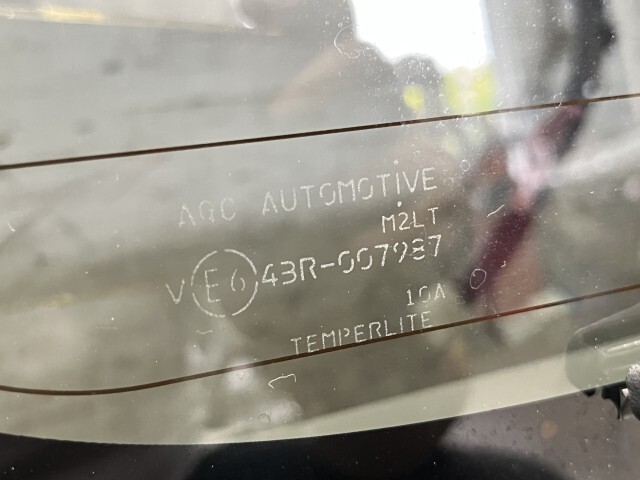 AGC AUTOMOTIVE
M2LT
V E6 43R-007987
10A
TEMPERLITE